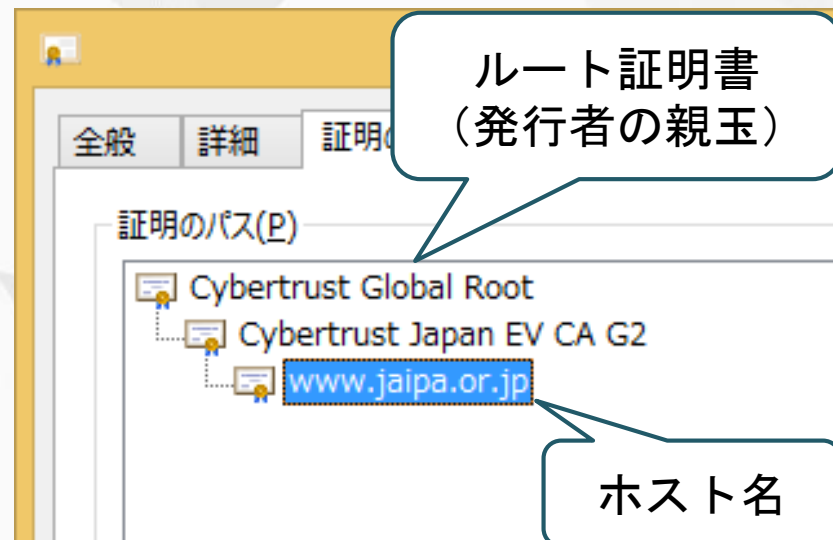 ルート証明書
（発行者の親玉）
全般
詳細
証明の
証明のパス(P)
Cybertrust Global Root
Cybertrust Japan EV CA G2
www.jaipa.or.jp
ホスト名